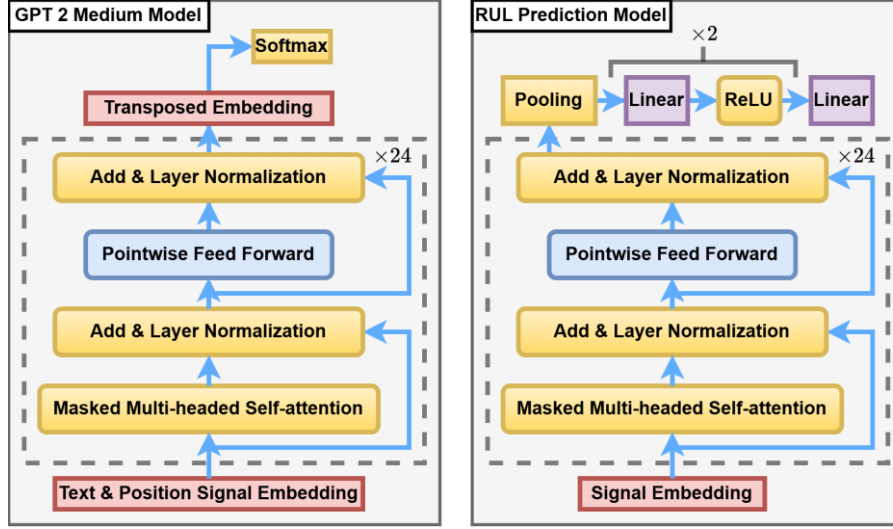 GPT 2 Medium Model
Softmax
Transposed Embedding
×24
Add & Layer Normalization
Pointwise Feed Forward
Add & Layer Normalization
Masked Multi-headed Self-attention
Text & Position Signal Embedding
RUL Prediction Model
×2
Pooling
Linear
ReLU
Linear
×24
Add & Layer Normalization
Pointwise Feed Forward
Add & Layer Normalization
Masked Multi-headed Self-attention
Signal Embedding